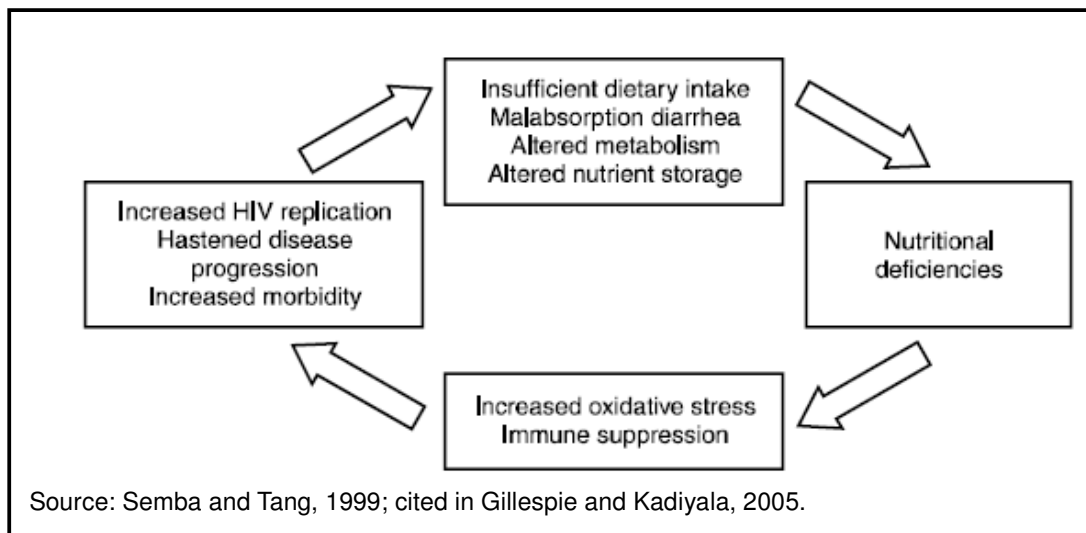 Insufficient dietary intake
Malabsorption diarrhea
Altered metabolism
Altered nutrient storage
Increased HIV replication
Hastened disease
progression
Increased morbidity
Nutritional
deficiencies
Increased oxidative stress
Immune suppression
Source: Semba and Tang, 1999; cited in Gillespie and Kadiyala, 2005.